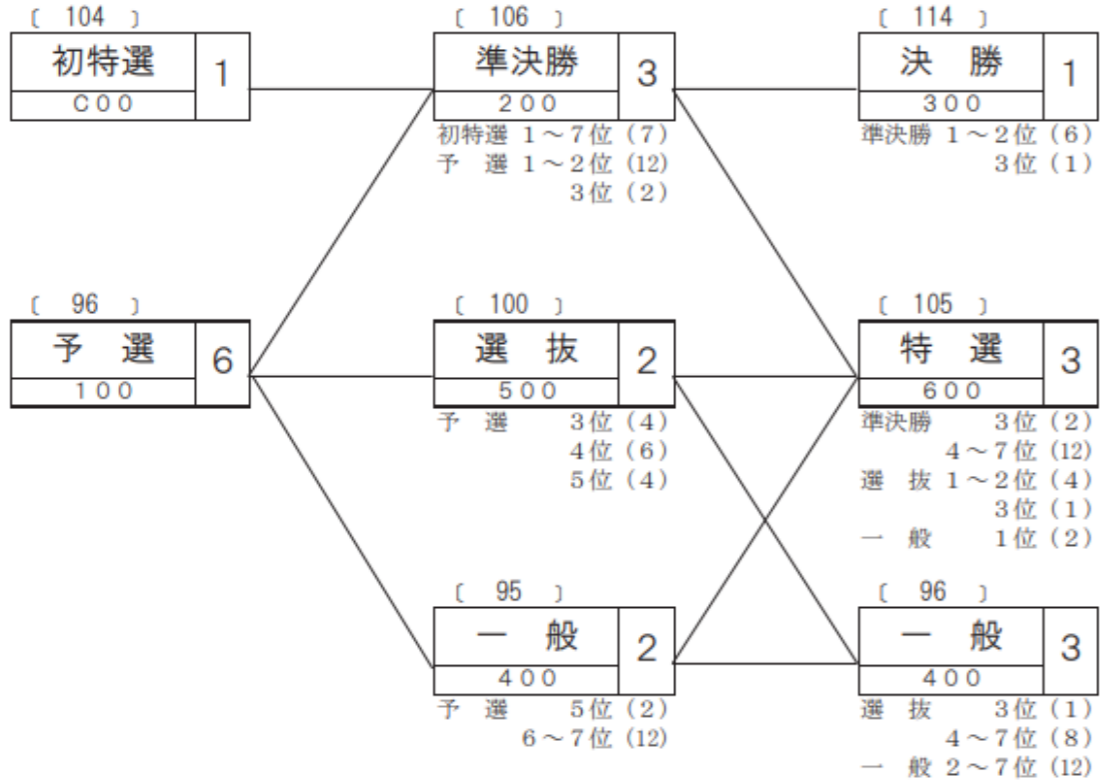 〔 104 〕
初特選 1
C00
〔 106 〕
準決勝 3
200
初特選 1～7位 (7)
予 選 1～2位 (12)
3位 (2)
〔 114 〕
決 勝 1
300
準決勝 1～2位 (6)
3位 (1)
〔 96 〕
予 選 6
100
〔 100 〕
選 抜 2
500
予 選 3位 (4)
4位 (6)
5位 (4)
〔 105 〕
特 選 3
600
準決勝 3位 (2)
4～7位 (12)
選 抜 1～2位 (4)
3位 (1)
一 般 1位 (2)
〔 95 〕
一 般 2
400
予 選 5位 (2)
6～7位 (12)
〔 96 〕
一 般 3
400
選 抜 3位 (1)
4～7位 (8)
一 般 2～7位 (12)